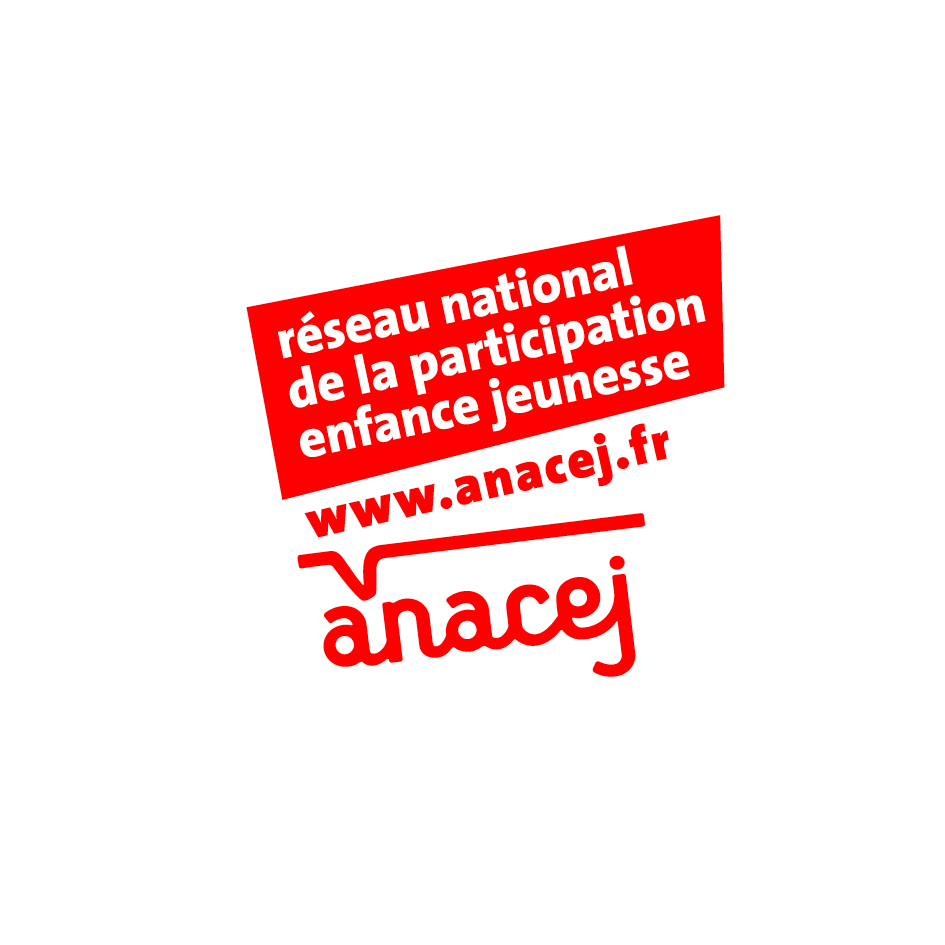 réseau national
de la participation
enfance jeunesse
www.anacej.fr
anacej